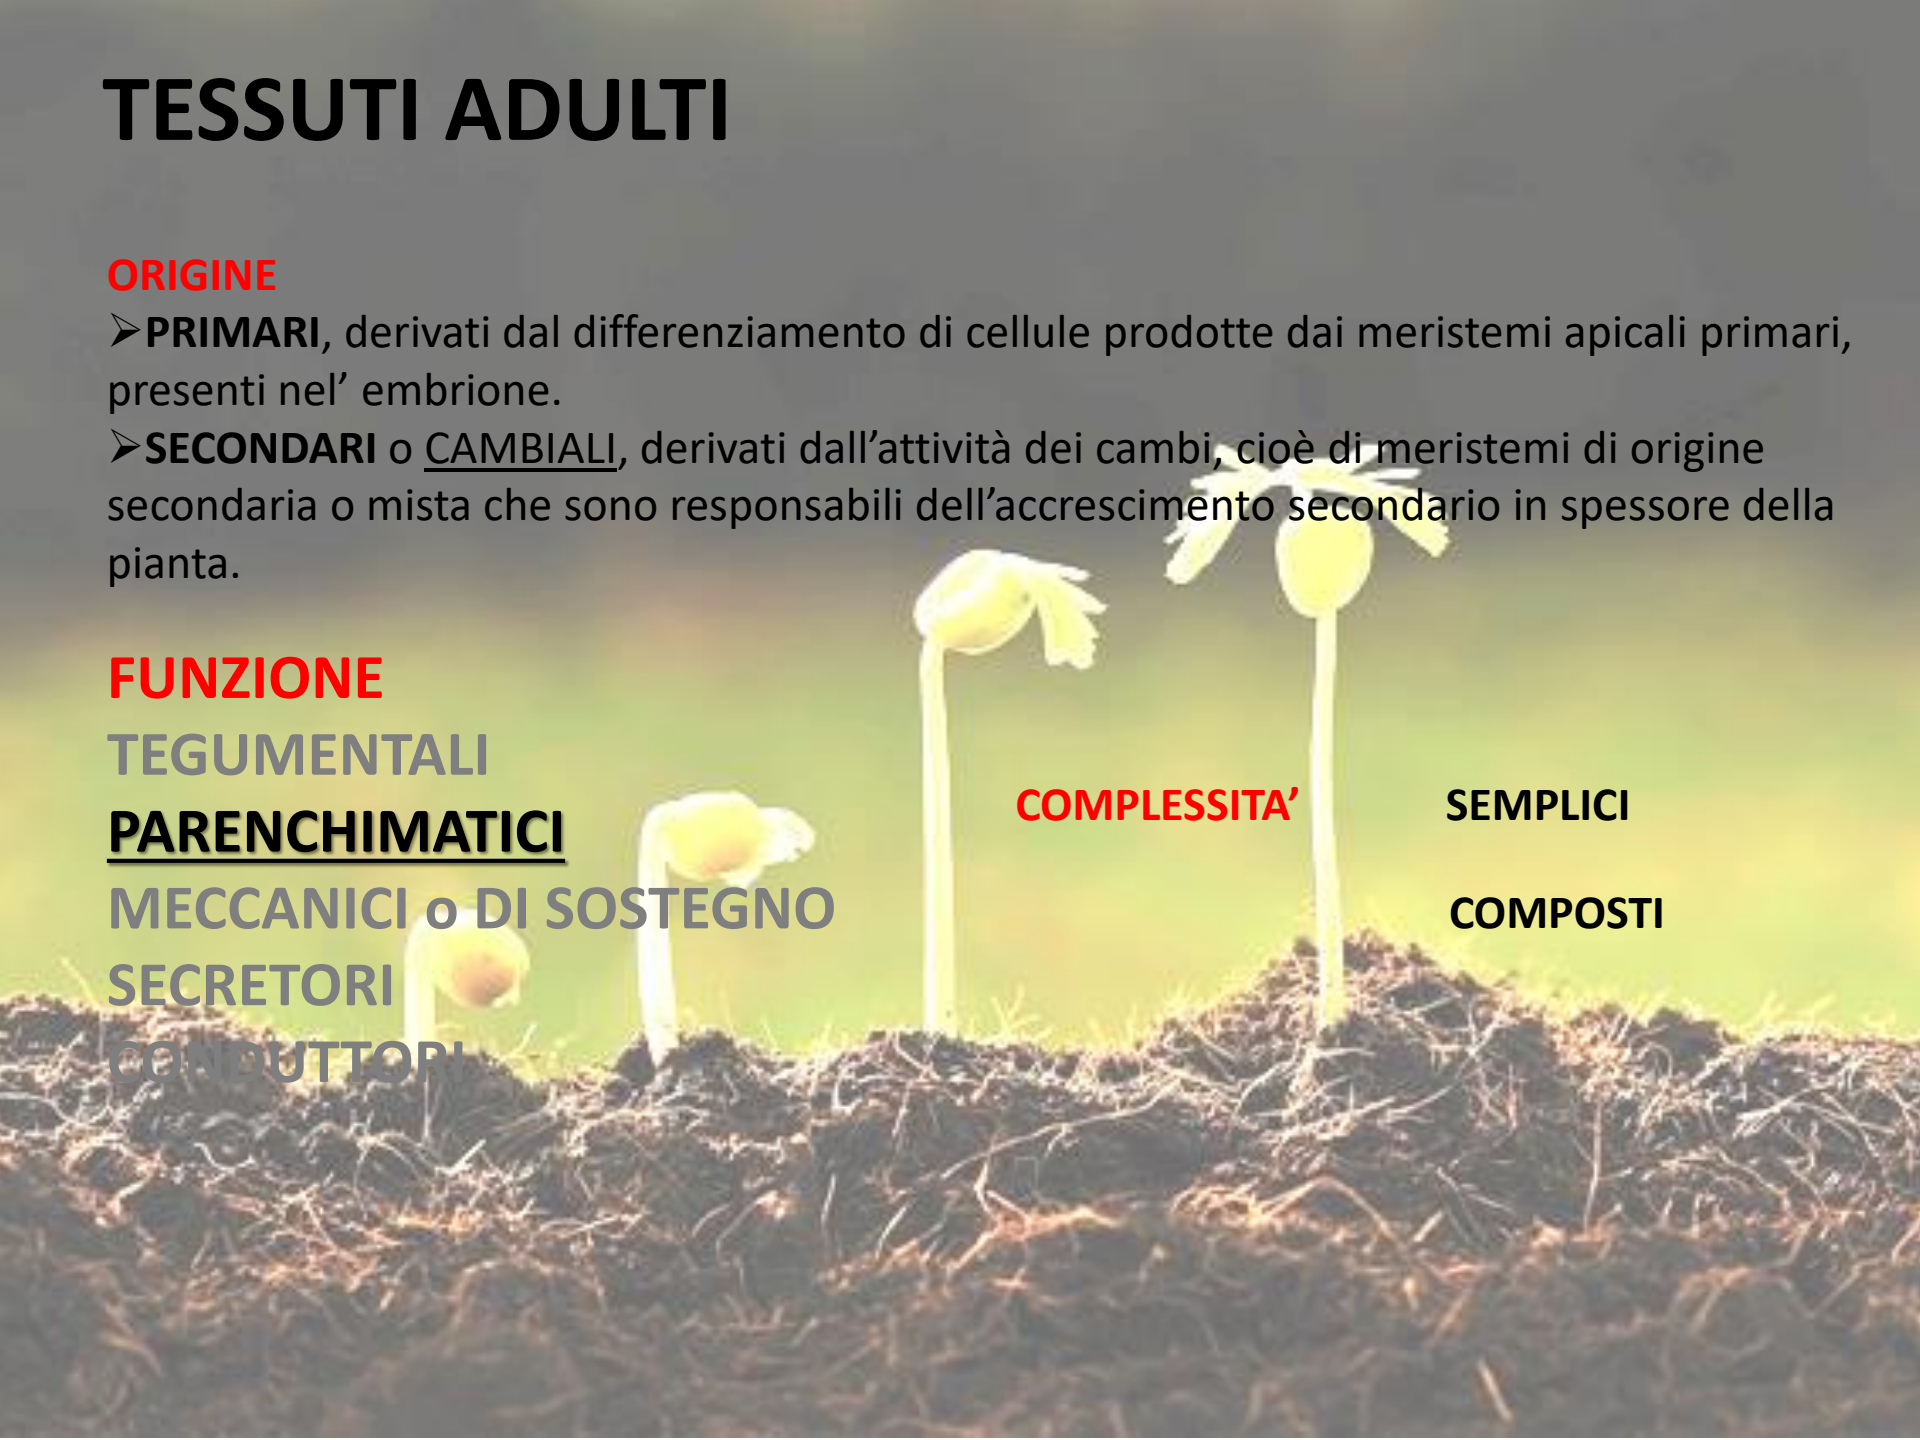 TESSUTI ADULTI
ORIGINE
➢PRIMARI, derivati dal differenziamento di cellule prodotte dai meristemi apicali primari,
presenti nel’ embrione.
➢SECONDARI o CAMBIALI, derivati dall’attività dei cambi, cioè di meristemi di origine
secondaria o mista che sono responsabili dell’accrescimento secondario in spessore della
pianta.
FUNZIONE
TEGUMENTALI
PARENCHIMATICI
MECCANICI o DI SOSTEGNO
SECRETORI
CONDUTTORI
COMPLESSITA’ SEMPLICI
COMPOSTI